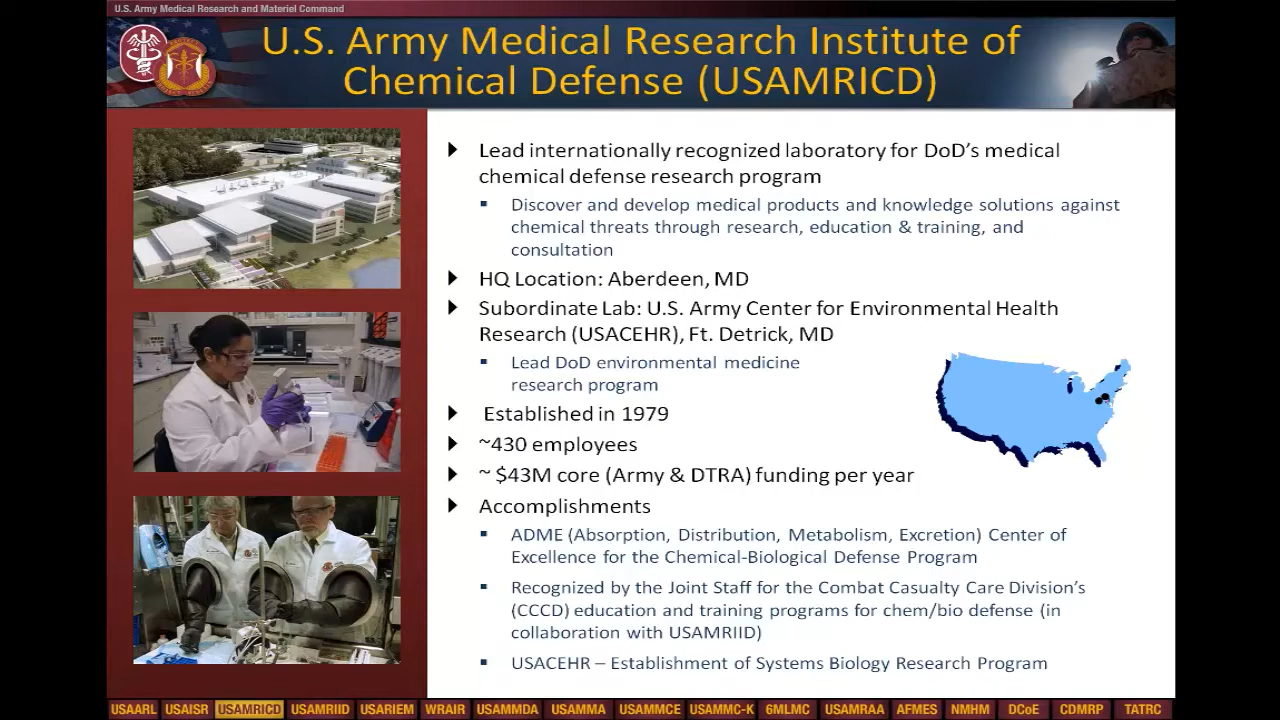 U.S. Army Medical Research and Materiel Command
U.S. Army Medical Research Institute of
Chemical Defense (USAMRICD)
Lead internationally recognized laboratory for DoD’s medical
chemical defense research program
Discover and develop medical products and knowledge solutions against
chemical threats through research, education & training, and
consultation
HQ Location: Aberdeen, MD
Subordinate Lab: U.S. Army Center for Environmental Health
Research (USACEHR), Ft. Detrick, MD
Lead DoD environmental medicine
research program
Established in 1979
~430 employees
~ $43M core (Army & DTRA) funding per year
Accomplishments
ADME (Absorption, Distribution, Metabolism, Excretion) Center of
Excellence for the Chemical-Biological Defense Program
Recognized by the Joint Staff for the Combat Casualty Care Division’s
(CCCD) education and training programs for chem/bio defense (in
collaboration with USAMRIID)
USACEHR – Establishment of Systems Biology Research Program
USAARL USAISR USAMRICD USAMRIID USARIEM WRAIR USAMMDA USAMMA USAMMCE USAMMC-K 6MLMC USAMRAA AFMES NMHM DCoE CDMRP TATRC